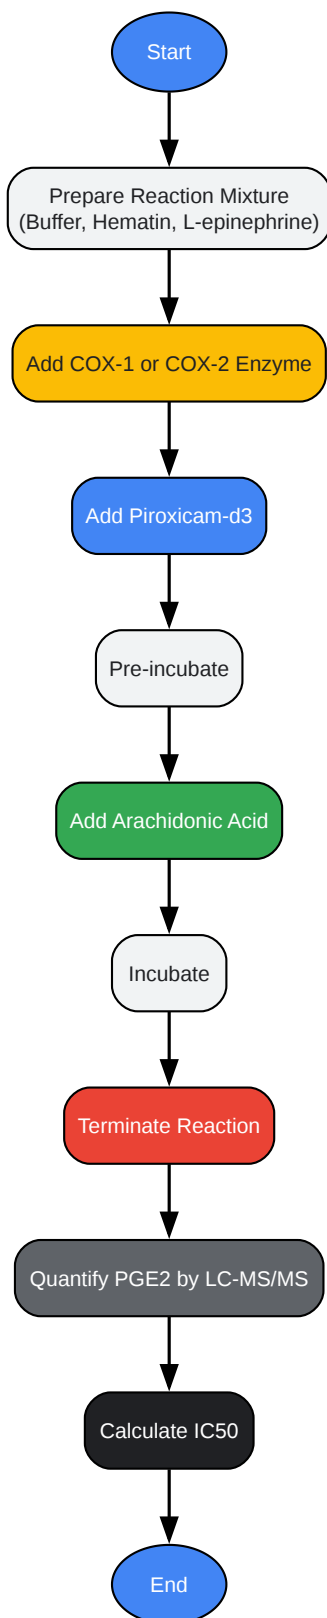 Start
Prepare Reaction Mixture
(Buffer, Hematin, L-epinephrine)
Add COX-1 or COX-2 Enzyme
Add Piroxicam-d3
Pre-incubate
Add Arachidonic Acid
Incubate
Terminate Reaction
Quantify PGE2 by LC-MS/MS
Calculate IC50
End